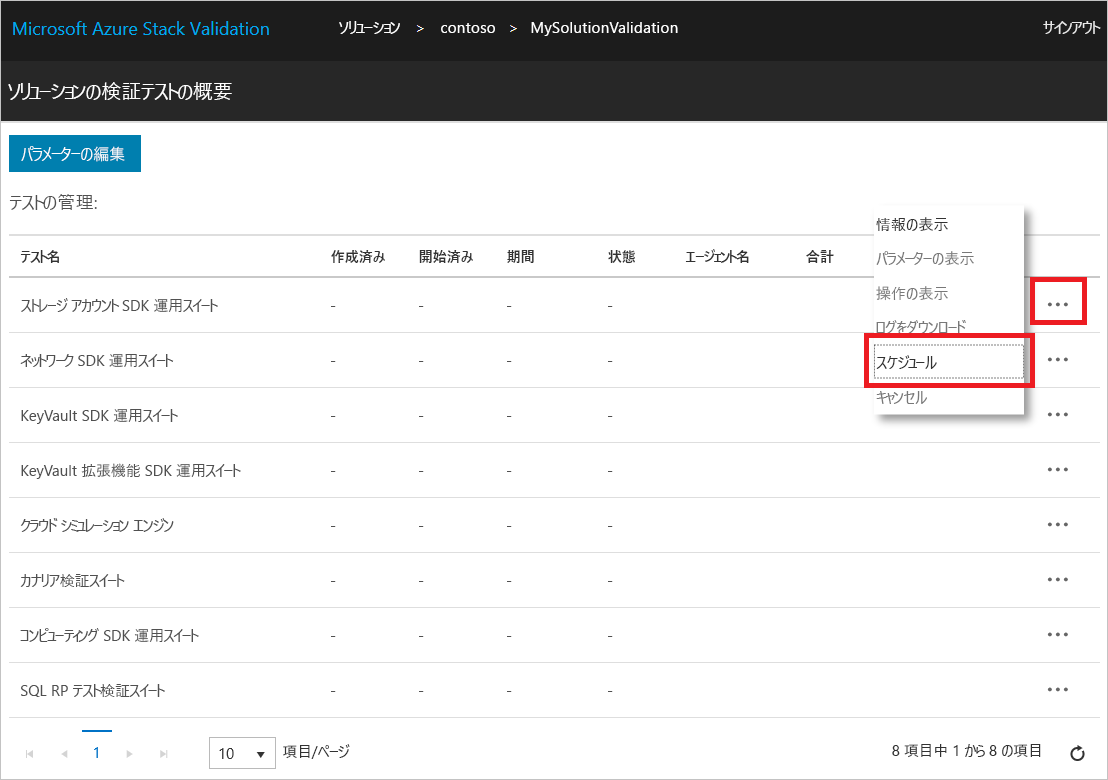 Microsoft Azure Stack Validation ソリューション > contoso > MySolutionValidation サインアウト
ソリューションの検証テストの概要
パラメーターの編集
テストの管理:
テスト名 作成済み 開始済み 期間 状態 エージェント名 合計
ストレージ アカウント SDK 運用スイート - - - - •••
ネットワーク SDK 運用スイート - - - - •••
KeyVault SDK 運用スイート - - - - •••
KeyVault 拡張機能 SDK 運用スイート - - - - •••
クラウド シミュレーション エンジン - - - - •••
カナリア検証スイート - - - - •••
コンピューティング SDK 運用スイート - - - - •••
SQL RP テスト検証スイート - - - - •••
情報の表示
パラメーターの表示
操作の表示
ログをダウンロード
スケジュール
キャンセル
1 10 項目/ページ 8 項目中 1 から 8 の項目